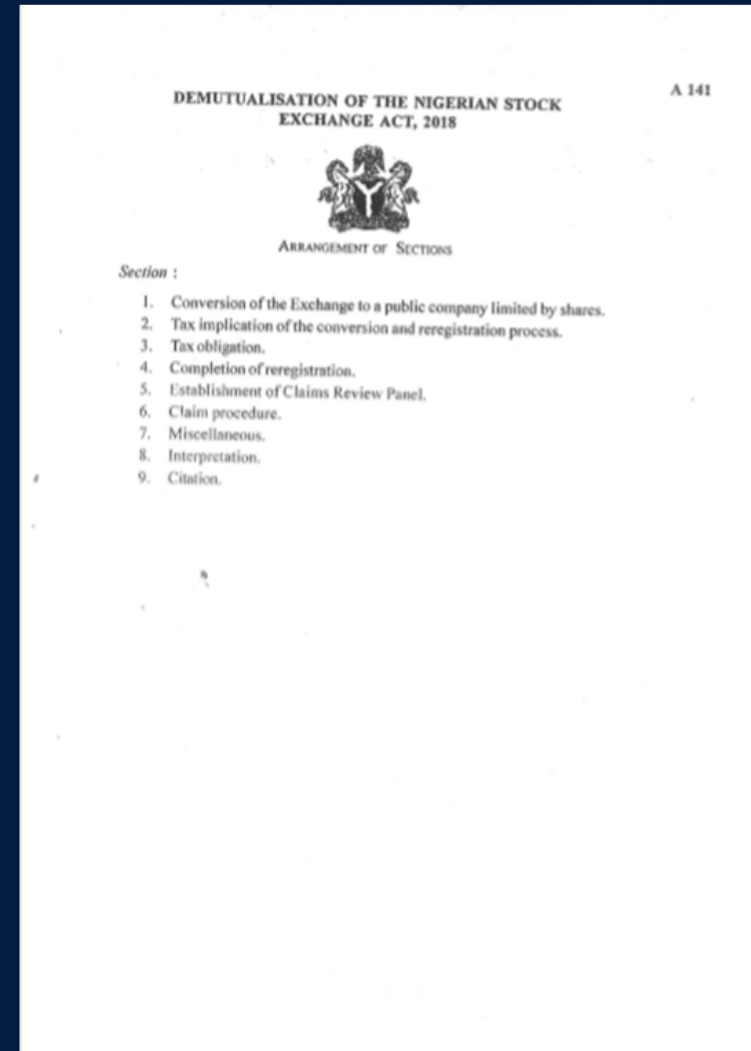 A 141
DEMUTUALISATION OF THE NIGERIAN STOCK
EXCHANGE ACT, 2018
ARRANGEMENT OF SECTIONS
Section :
1. Conversion of the Exchange to a public company limited by shares.
2. Tax implication of the conversion and reregistration process.
3. Tax obligation.
4. Completion of reregistration.
5. Establishment of Claims Review Panel.
6. Claim procedure.
7. Miscellaneous.
8. Interpretation.
9. Citation.